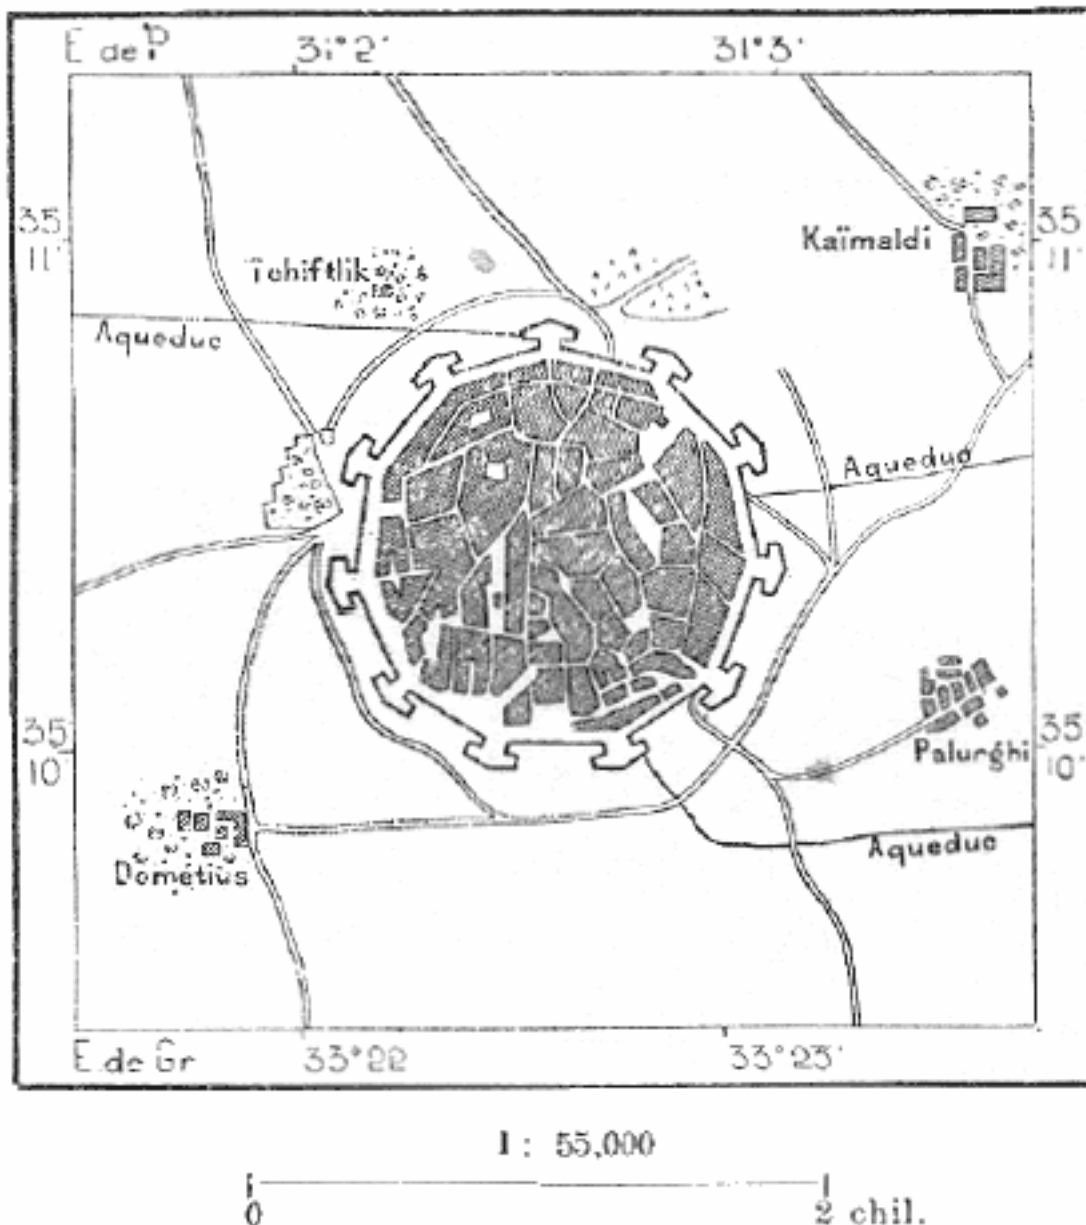 E de P 31°2' 31°3'
35 35
11' 11'
Kaïmaldi
Tchiftlik
Aqueduc
Aqueduc
35 35
10' 10'
Palurghi
Aqueduc
Dométius
E. de Gr 33°22 33°23'
1 : 55,000
0 2 chil.